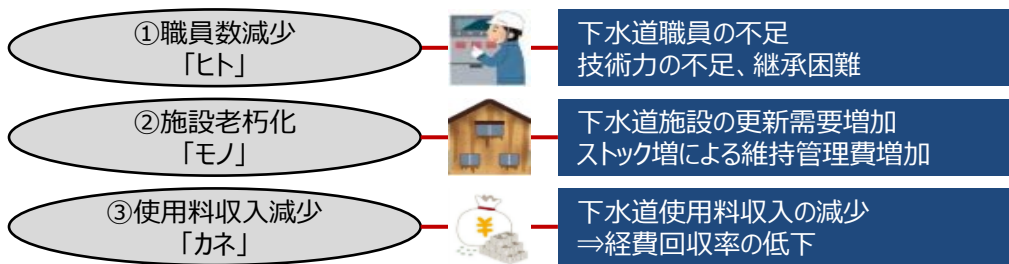 ①職員数減少
「ヒト」
下水道職員の不足
技術力の不足、継承困難
②施設老朽化
「モノ」
下水道施設の更新需要増加
ストック増による維持管理費増加
③使用料収入減少
「カネ」
¥
下水道使用料収入の減少
⇒経費回収率の低下